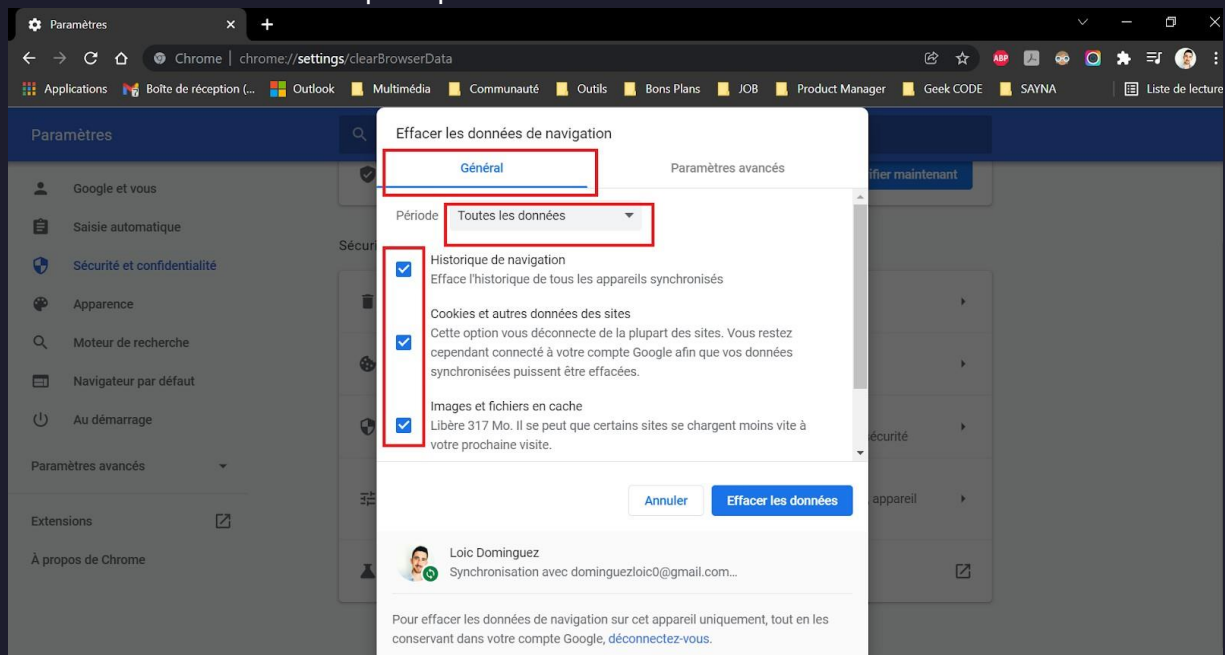 Paramètres
Chrome | chrome://settings/clearBrowserData
ABP
Applications
Boîte de réception (...
Outlook
Multimédia
Communauté
Outils
Bons Plans
JOB
Product Manager
Geek CODE
SAYNA
Liste de lecture
Paramètres
Google et vous
Saisie automatique
Sécurité et confidentialité
Apparence
Moteur de recherche
Navigateur par défaut
Au démarrage
Paramètres avancés
Extensions
À propos de Chrome
ifier maintenant
Sécuri
écurité
appareil
Effacer les données de navigation
Général
Paramètres avancés
Période
Toutes les données
Historique de navigation
Efface l'historique de tous les appareils synchronisés
Cookies et autres données des sites
Cette option vous déconnecte de la plupart des sites. Vous restez
cependant connecté à votre compte Google afin que vos données
synchronisées puissent être effacées.
Images et fichiers en cache
Libère 317 Mo. Il se peut que certains sites se chargent moins vite à
votre prochaine visite.
Annuler
Effacer les données
Loic Dominguez
Synchronisation avec dominguezloic0@gmail.com...
Pour effacer les données de navigation sur cet appareil uniquement, tout en les
conservant dans votre compte Google, déconnectez-vous.